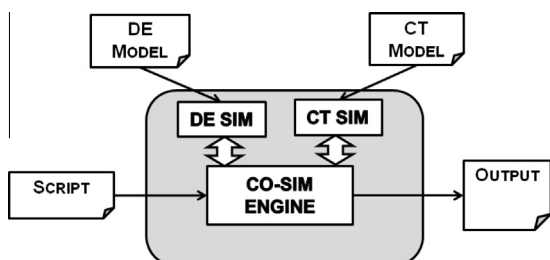 DE
MODEL
CT
MODEL
DE SIM
CT SIM
SCRIPT
CO-SIM
ENGINE
OUTPUT